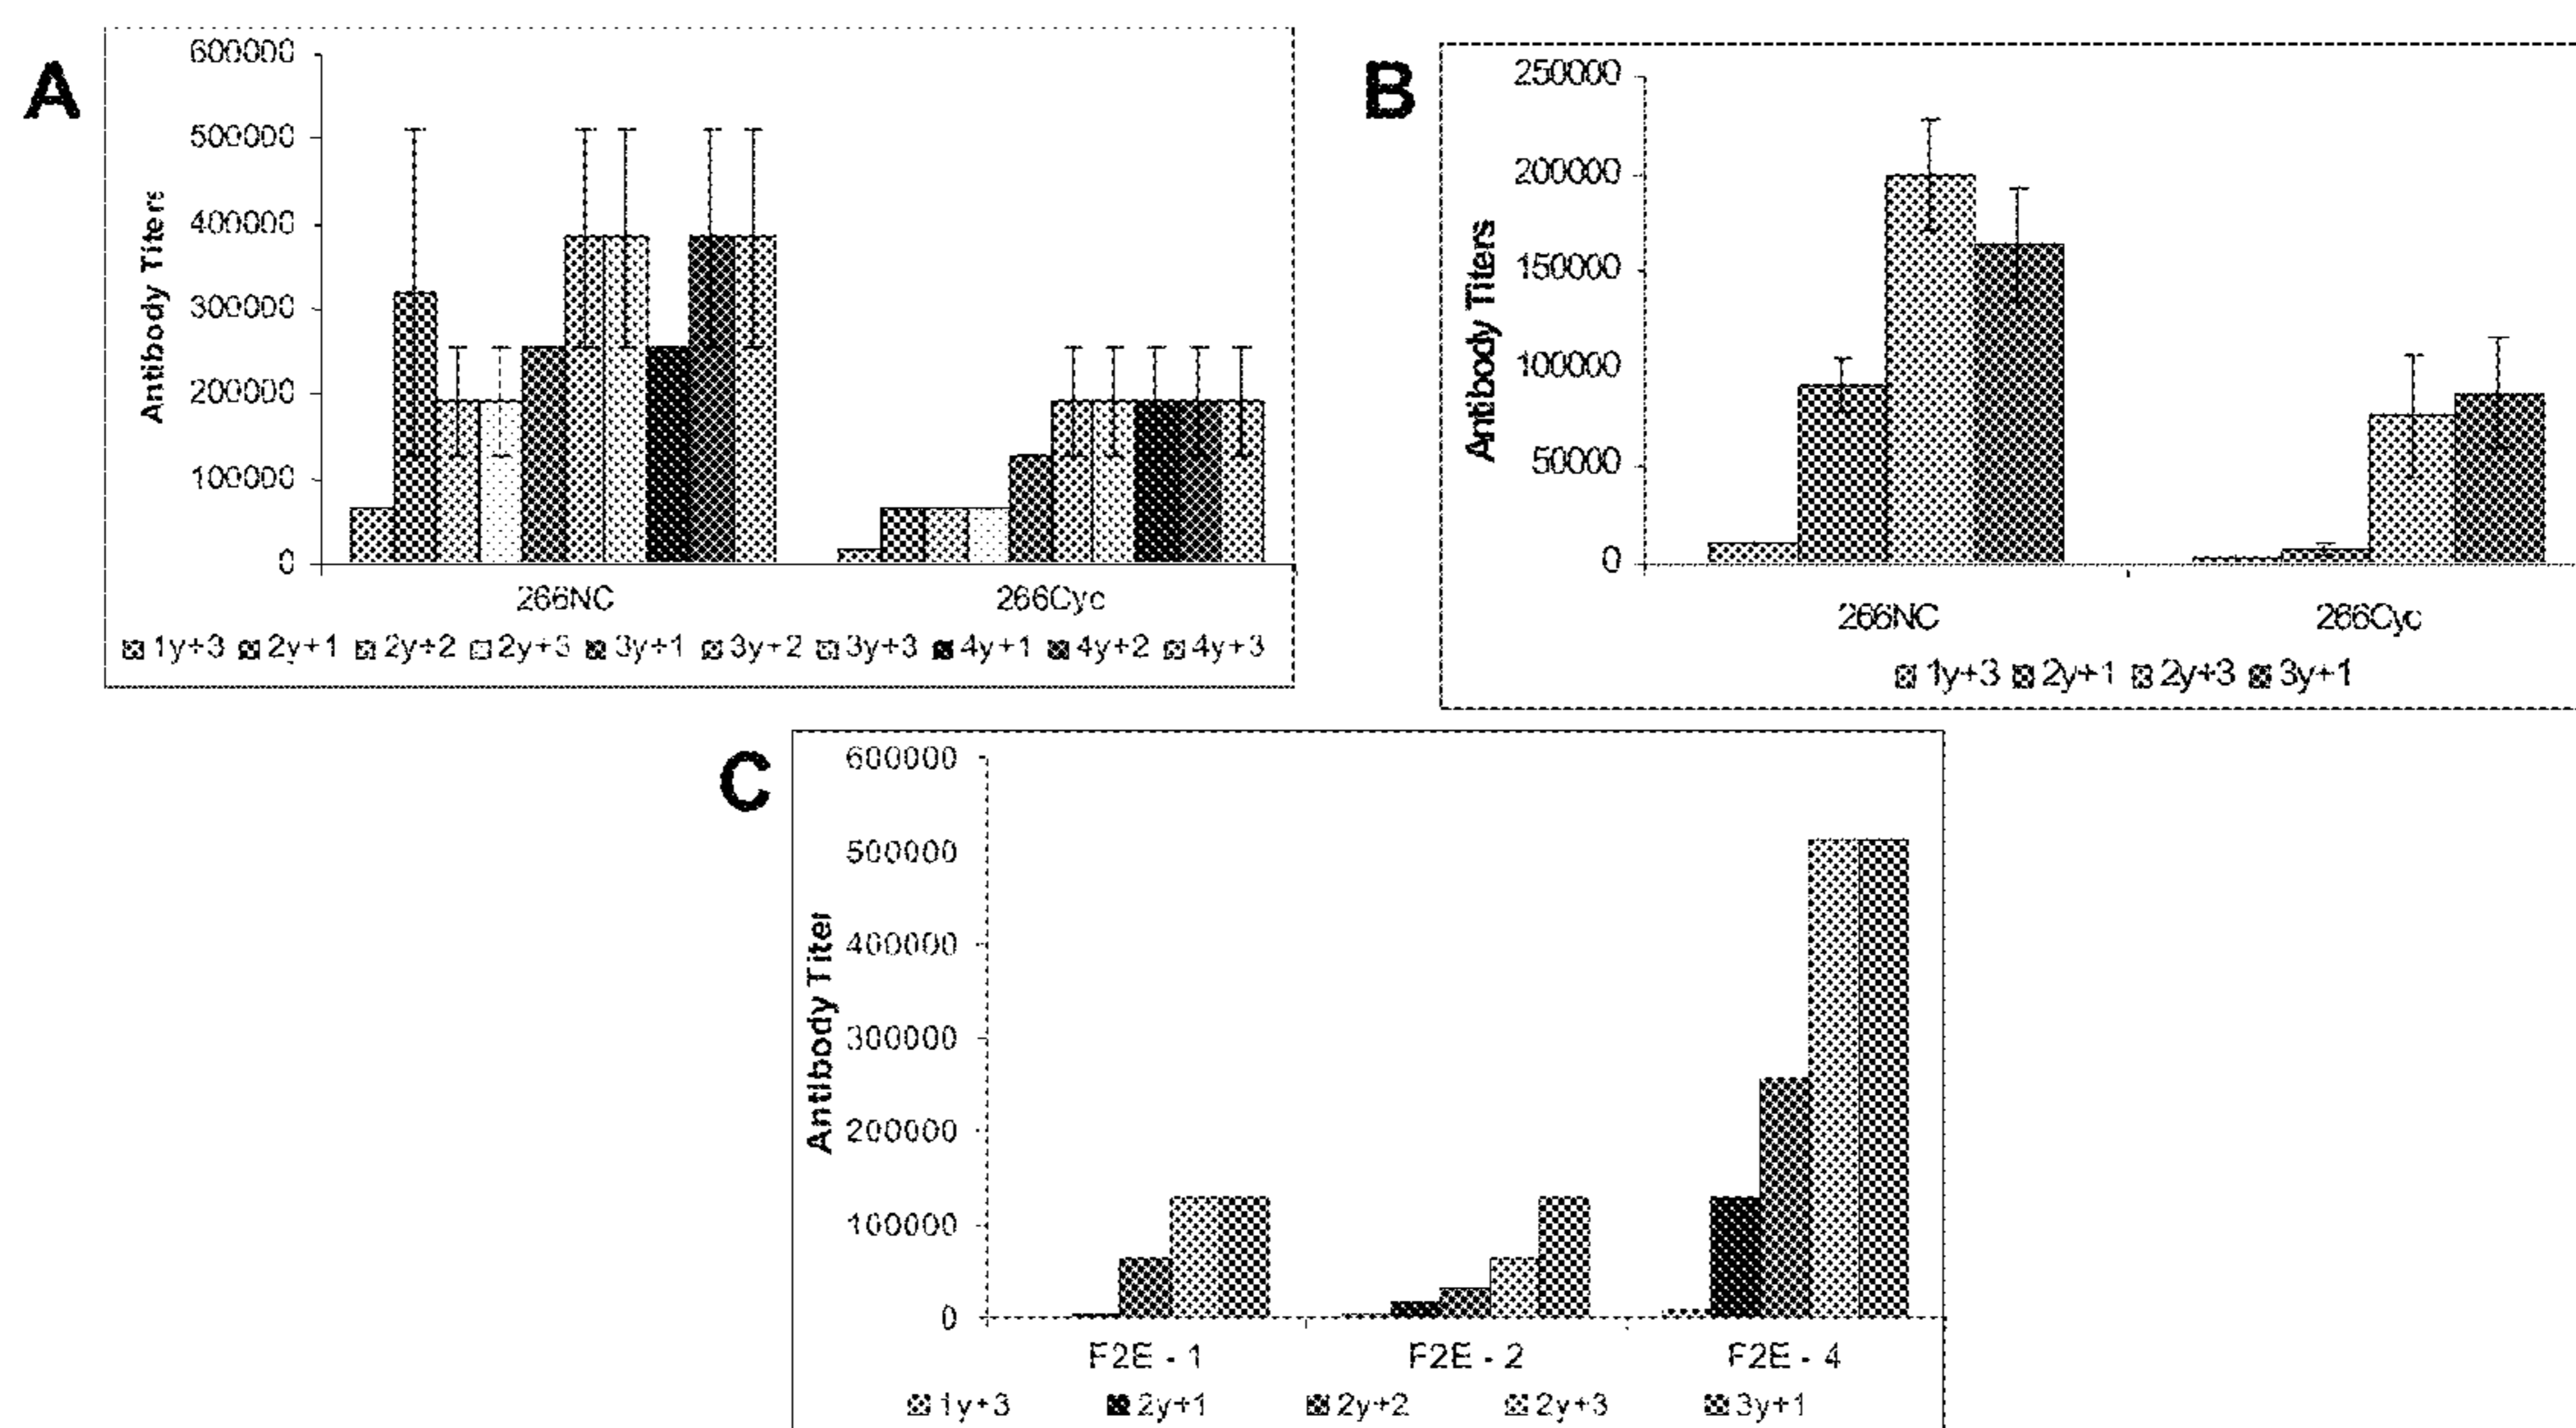 A
600000
500000
400000
300000
200000
100000
0
Antibody Titers
266NC 266Cyc
1y+3 2y+1 2y+2 2y+3 3y+1 3y+2 3y+3 4y+1 4y+2 4y+3
B
250000
200000
150000
100000
50000
0
Antibody Titers
266NC 266Cyc
1y+3 2y+1 2y+3 3y+1
C
600000
500000
400000
300000
200000
100000
0
Antibody Titer
F2E - 1 F2E - 2 F2E - 4
1y+3 2y+1 2y+2 2y+3 3y+1